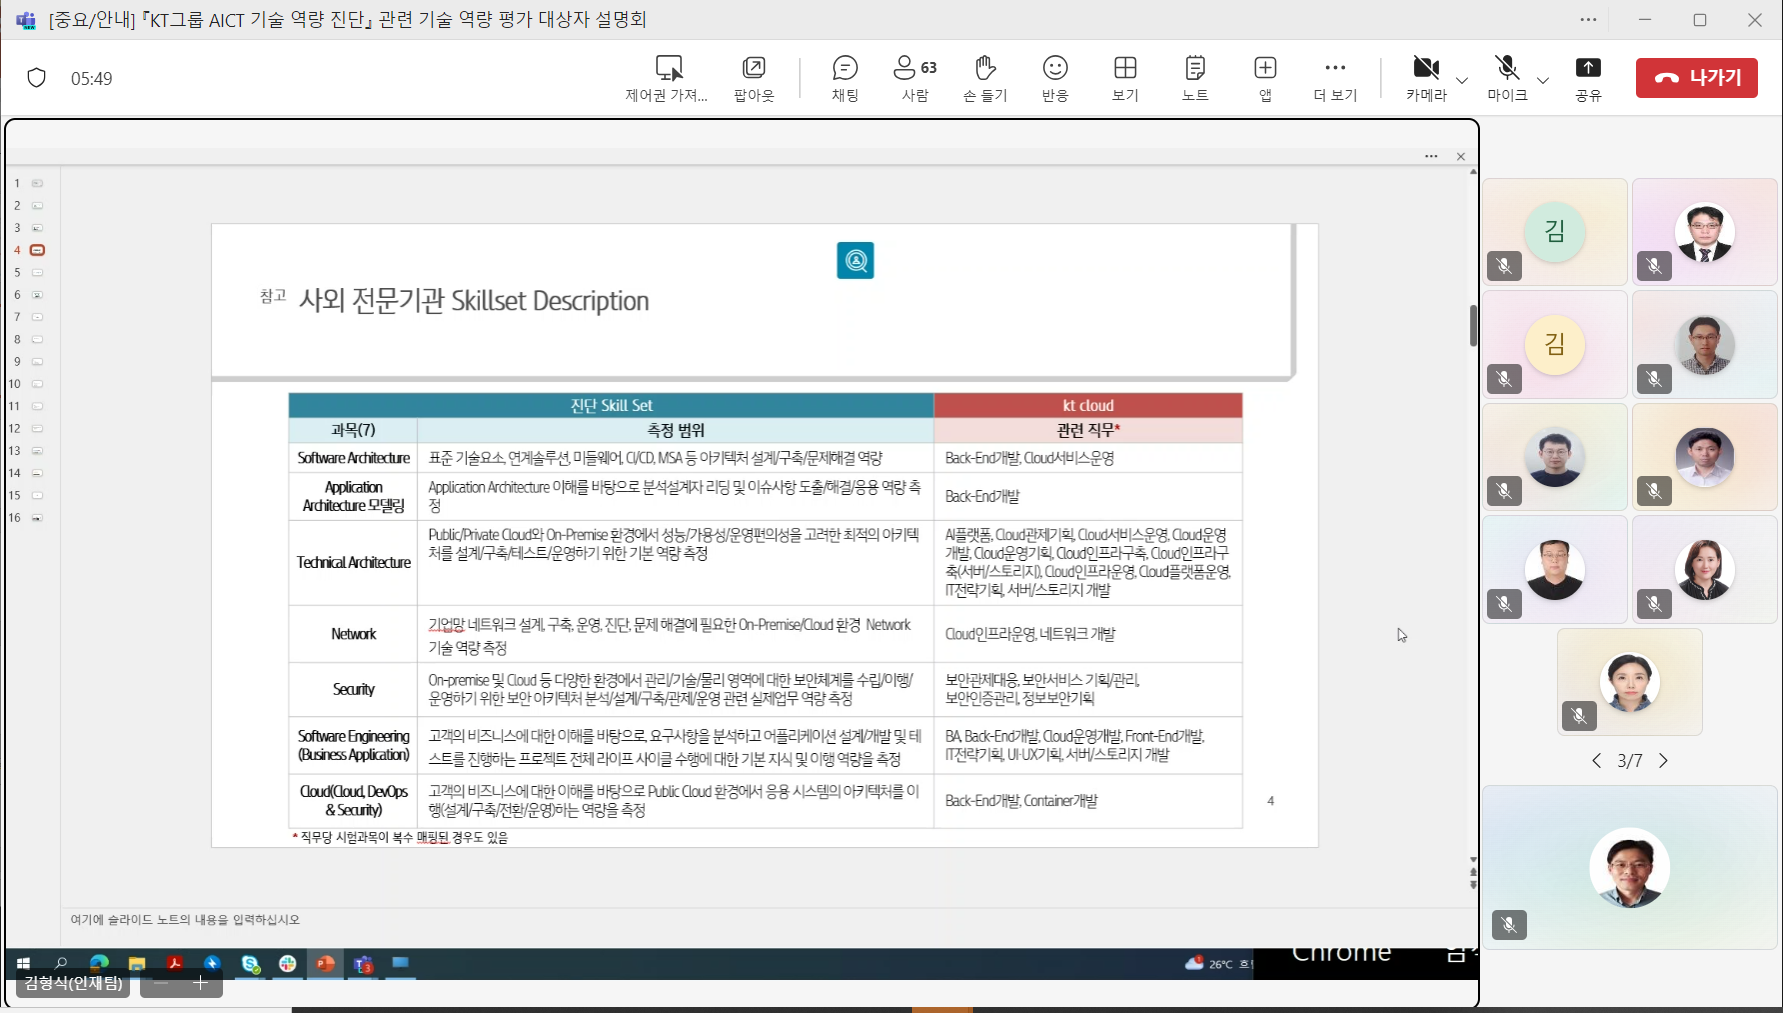 [중요/안내]『KT그룹 AICT 기술 역량 진단』 관련 기술 역량 평가 대상자 설명회
05:49
제어권 가져...
팝아웃
채팅
63
사람
손 들기
반응
보기
노트
앱
더 보기
카메라
마이크
공유
나가기
1
2
3
4
5
6
7
8
9
10
11
12
13
14
15
16
참고 사외 전문기관 Skillset Description
진단 Skill Set
kt cloud
과목(7)
측정 범위
관련 직무*
Software Architecture
표준 기술요소, 연계솔루션, 미들웨어, CI/CD, MSA 등 아키텍처 설계/구축/문제해결 역량
Back-End개발, Cloud서비스운영
Application
Architecture 모델링
Application Architecture 이해를 바탕으로 분석설계자 리딩 및 이슈사항 도출/해결/응용 역량 측
정
Back-End개발
Technical Architecture
Public/Private Cloud와 On-Premise 환경에서 성능/가용성/운영편의성을 고려한 최적의 아키텍
처를 설계/구축/테스트/운영하기 위한 기본 역량 측정
AI플랫폼, Cloud관제기획, Cloud서비스운영, Cloud운영
개발, Cloud운영기획, Cloud인프라구축, Cloud인프라구
축(서버/스토리지), Cloud인프라운영, Cloud플랫폼운영,
IT전략기획, 서버/스토리지 개발
Network
기업망 네트워크 설계, 구축, 운영, 진단, 문제 해결에 필요한 On-Premise/Cloud 환경 Network
기술 역량 측정
Cloud인프라운영, 네트워크 개발
Security
On-premise 및 Cloud 등 다양한 환경에서 관리/기술/물리 영역에 대한 보안체계를 수립/이행/
운영하기 위한 보안 아키텍처 분석/설계/구축/관제/운영 관련 실제업무 역량 측정
보안관제대응, 보안서비스 기획/관리,
보안인증관리, 정보보안기획
Software Engineering
(Business Application)
고객의 비즈니스에 대한 이해를 바탕으로, 요구사항을 분석하고 어플리케이션 설계/개발 및 테
스트를 진행하는 프로젝트 전체 라이프 사이클 수행에 대한 기본 지식 및 이행 역량을 측정
BA, Back-End개발, Cloud운영개발, Front-End개발,
IT전략기획, UI·UX기획, 서버/스토리지 개발
Cloud(Cloud, DevOps
& Security)
고객의 비즈니스에 대한 이해를 바탕으로 Public Cloud 환경에서 응용 시스템의 아키텍처를 이
행(설계/구축/전환/운영)하는 역량을 측정
Back-End개발, Container개발
* 직무당 시험과목이 복수 매핑된 경우도 있음
4
여기에 슬라이드 노트의 내용을 입력하십시오
26°C
Chrome
김형식(인재팀)
김
김
3/7